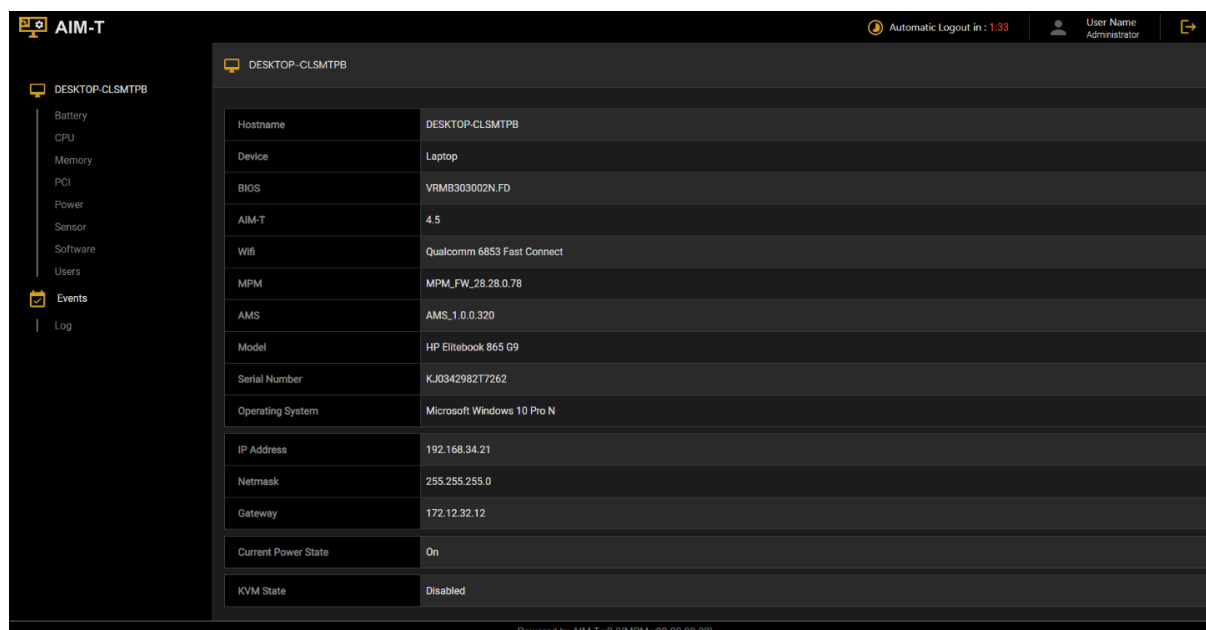 AIM-T
Automatic Logout in : 1:33
User Name
Administrator
DESKTOP-CLSMTPB
Battery
CPU
Memory
PCI
Power
Sensor
Software
Users
Events
Log
DESKTOP-CLSMTPB
Hostname DESKTOP-CLSMTPB
Device Laptop
BIOS VRMB303002N.FD
AIM-T 4.5
Wifi Qualcomm 6853 Fast Connect
MPM MPM_FW_28.28.0.78
AMS AMS_1.0.0.320
Model HP Elitebook 865 G9
Serial Number KJ0342982T7262
Operating System Microsoft Windows 10 Pro N
IP Address 192.168.34.21
Netmask 255.255.255.0
Gateway 172.12.32.12
Current Power State On
KVM State Disabled
Powered by AIM-T